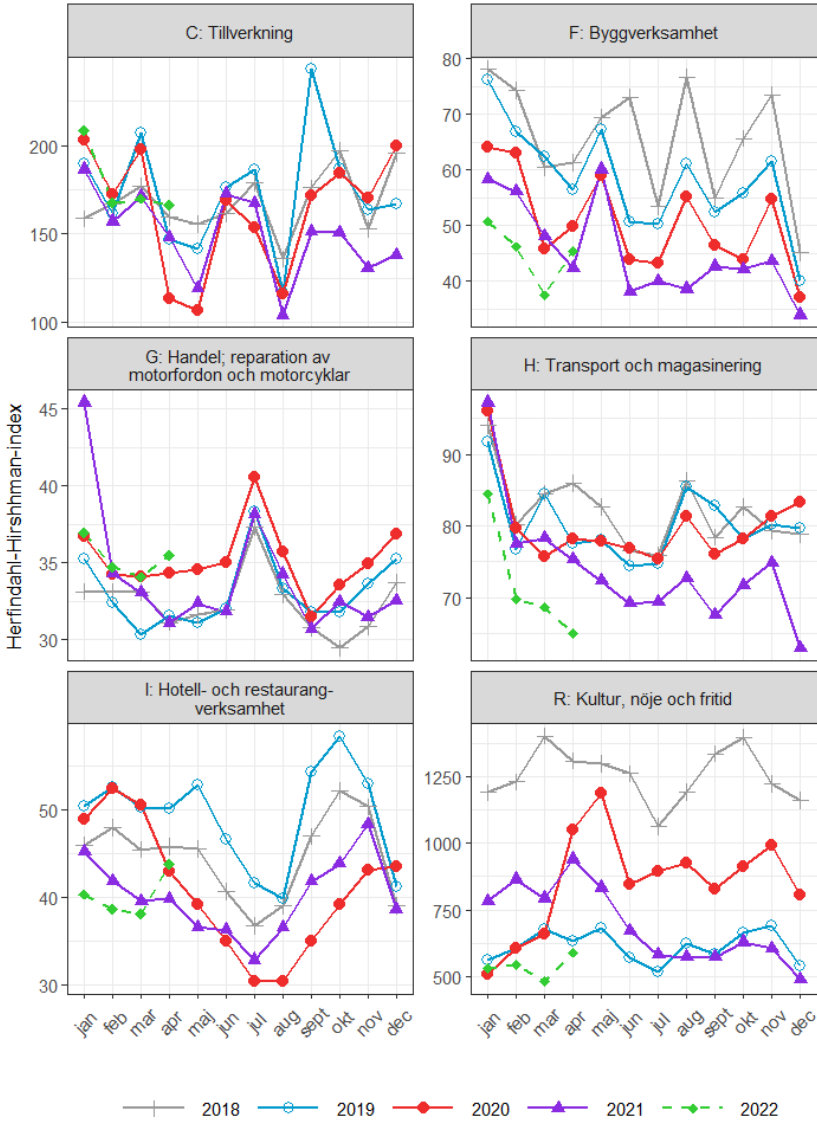 C: Tillverkning
F: Byggverksamhet
200
150
100
80
70
60
50
40
G: Handel; reparation av
motorfordon och motorcyklar
H: Transport och magasinering
Herfindahl-Hirshhman-index
45
40
35
30
90
80
70
I: Hotell- och restaurang-
verksamhet
R: Kultur, nöje och fritid
50
40
30
1250
1000
750
500
jan feb mar apr maj jun jul aug sept okt nov dec
jan feb mar apr maj jun jul aug sept okt nov dec
2018 2019 2020 2021 2022